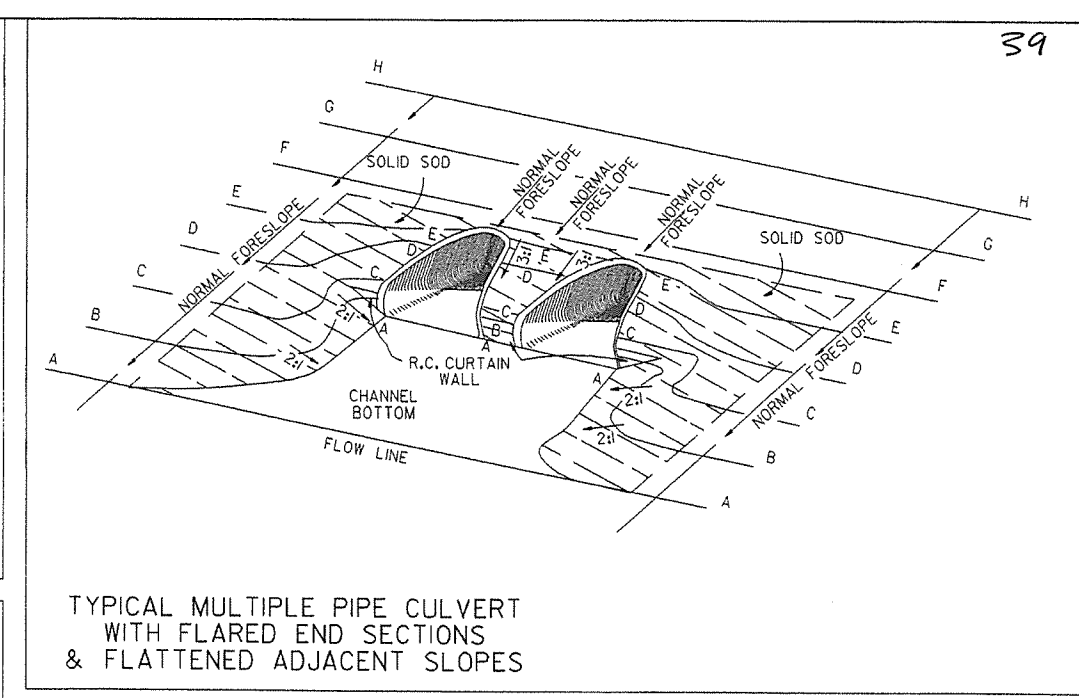 39
H
G
F
E
D
C
B
A
SOLID SOD
NORMAL FORESLOPE
NORMAL
FORESLOPE
NORMAL
FORESLOPE
NORMAL
FORESLOPE
SOLID SOD
H
G
F
E
D
C
B
A
NORMAL FORESLOPE
E
D
C
A
D
3:1
E
D
C
B
A
3:1
E
D
C
A
2:1
2:1
2:1
2:1
R.C. CURTAIN
WALL
CHANNEL
BOTTOM
FLOW LINE
TYPICAL MULTIPLE PIPE CULVERT
WITH FLARED END SECTIONS
& FLATTENED ADJACENT SLOPES